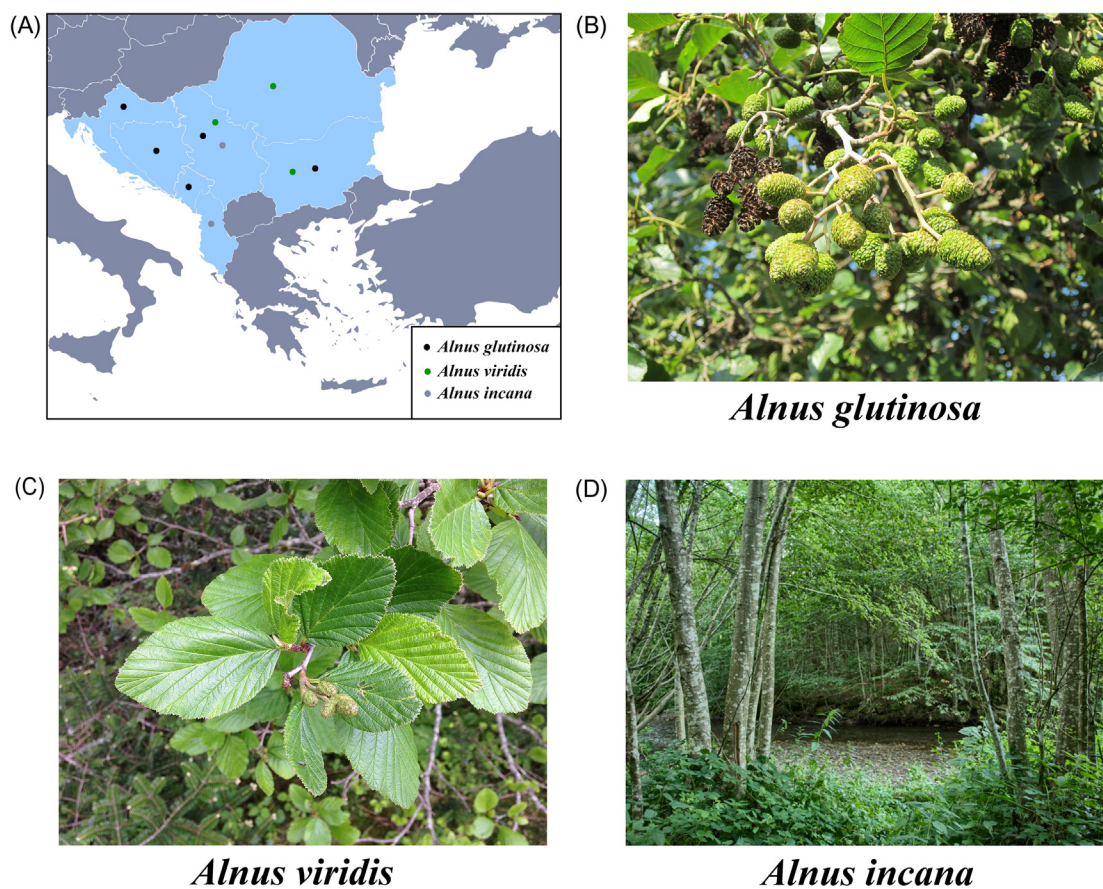 (A)
Alnus glutinosa
Alnus viridis
Alnus incana
(B)
Alnus glutinosa
(C)
Alnus viridis
(D)
Alnus incana